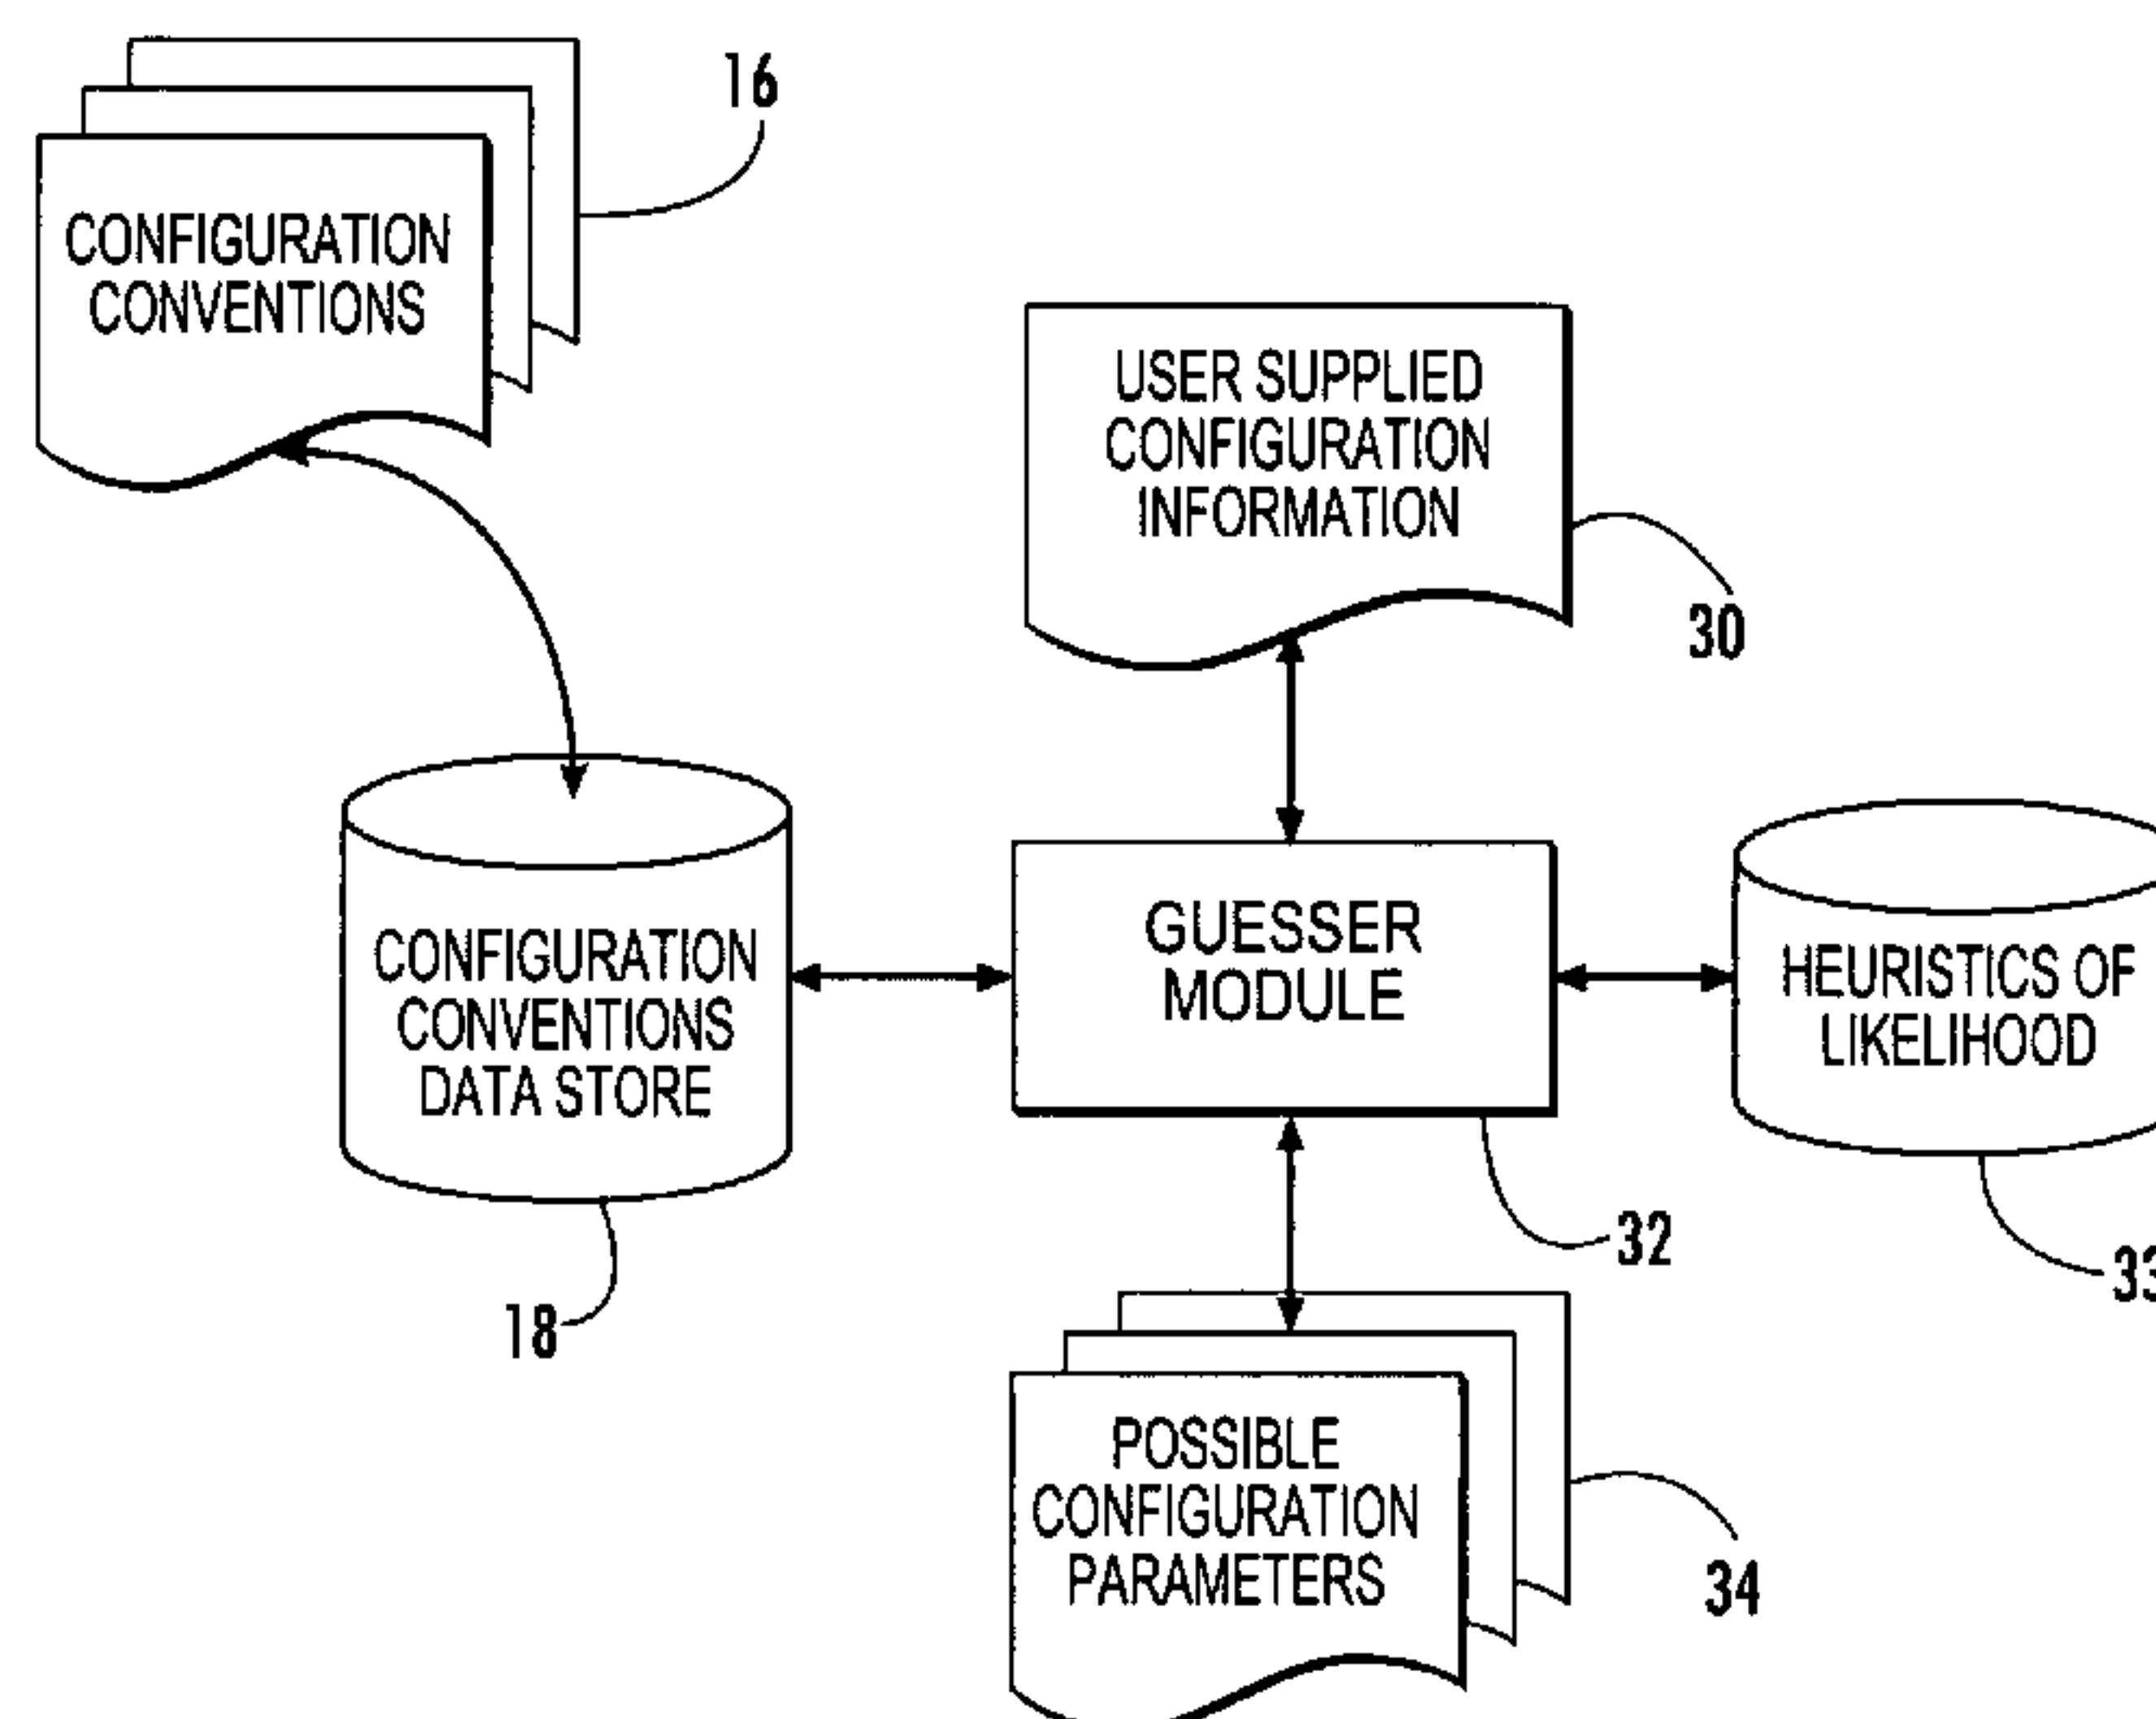 16
CONFIGURATION
CONVENTIONS
USER SUPPLIED
CONFIGURATION
INFORMATION
30
CONFIGURATION
CONVENTIONS
DATA STORE
18
GUESSER
MODULE
32
HEURISTICS OF
LIKELIHOOD
33
POSSIBLE
CONFIGURATION
PARAMETERS
34